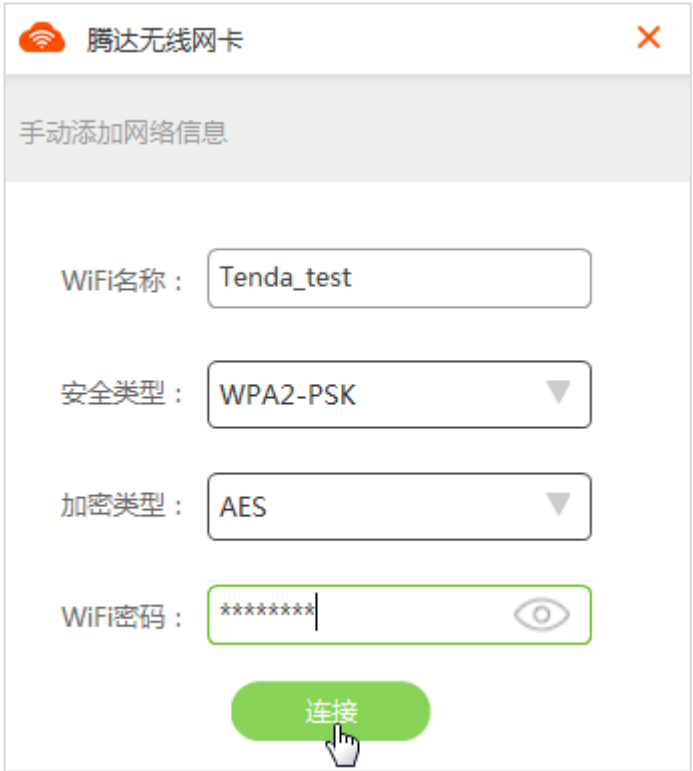 腾达无线网卡
手动添加网络信息
WiFi名称： Tenda_test
安全类型： WPA2-PSK
加密类型： AES
WiFi密码： ********
连接